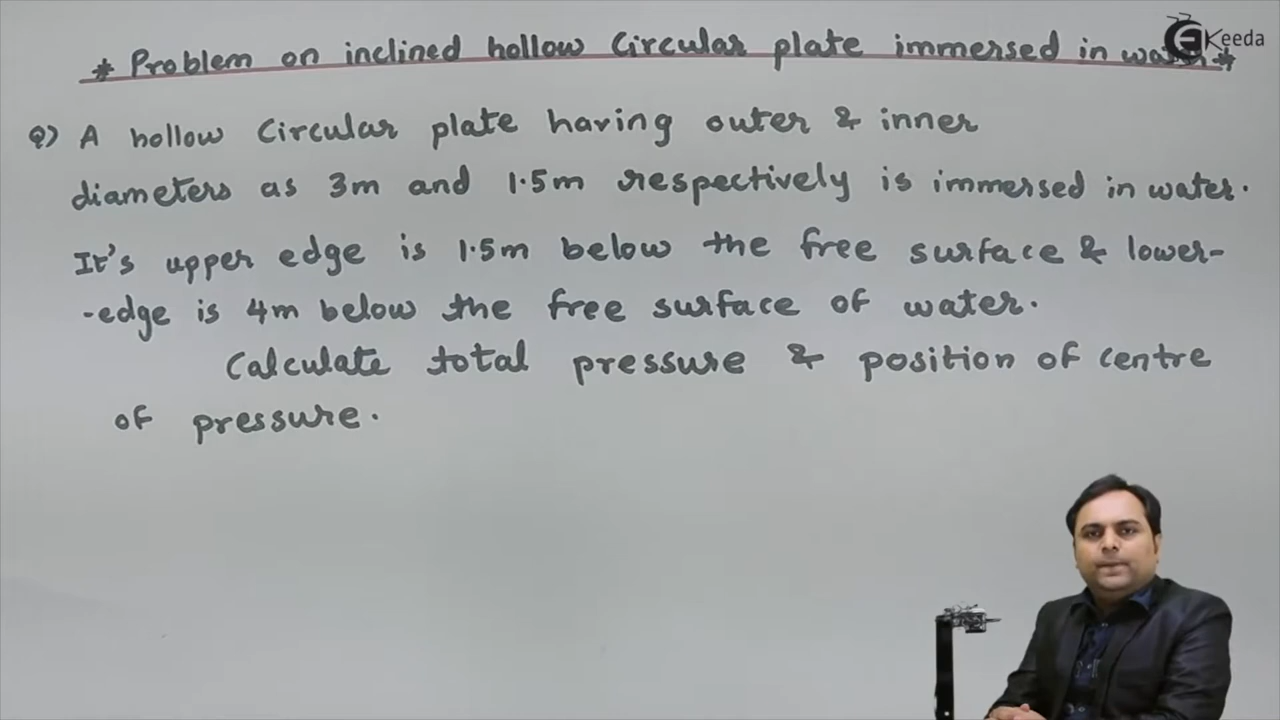 * Problem on inclined hollow circular plate immersed in water *
EKeeda
Q) A hollow circular plate having outer & inner
diameters as 3m and 1.5m respectively is immersed in water.
It's upper edge is 1.5m below the free surface & lower-
-edge is 4m below the free surface of water.
Calculate total pressure & position of centre
of pressure.